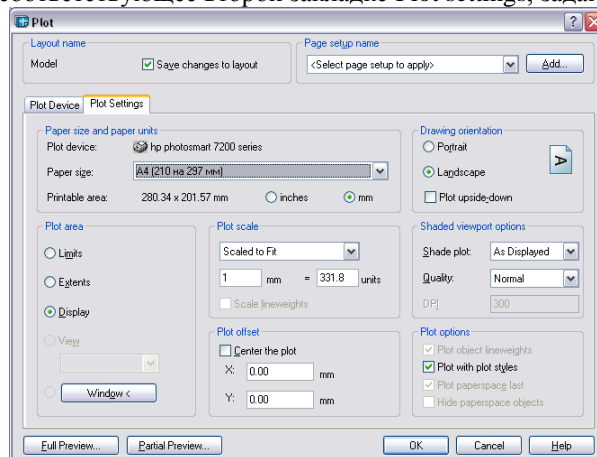 соответствующее второй закладке Plot settings, зада
Plot
Layout name
Model
Save changes to layout
Page setup name
<Select page setup to apply>
Add...
Plot Device
Plot Settings
Paper size and paper units
Plot device:
hp photosmart 7200 series
Paper size:
A4 (210 на 297 мм)
Printable area:
280.34 x 201.57 mm
inches
mm
Drawing orientation
Portrait
Landscape
Plot upside-down
A
Plot area
Limits
Extents
Display
View
Window <
Plot scale
Scaled to Fit
1 mm = 331.8 units
Scale lineweights
Plot offset
Center the plot
X: 0.00 mm
Y: 0.00 mm
Shaded viewport options
Shade plot: As Displayed
Quality: Normal
DPI: 300
Plot options
Plot object lineweights
Plot with plot styles
Plot paperspace last
Hide paperspace objects
Full Preview...
Partial Preview...
OK
Cancel
Help